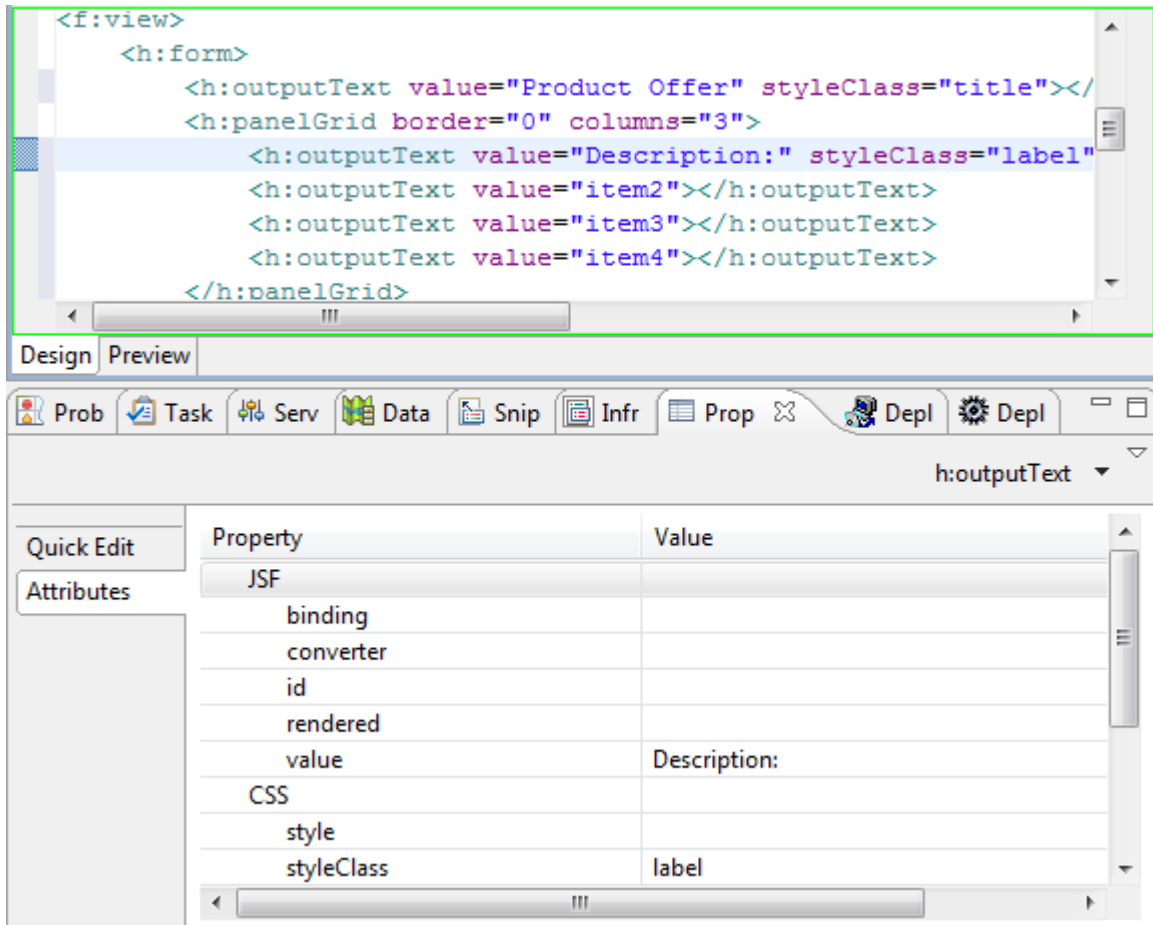 <f:view>
<h:form>
<h:outputText value="Product Offer" styleClass="title"></
<h:panelGrid border="0" columns="3">
<h:outputText value="Description:" styleClass="label"
<h:outputText value="item2"></h:outputText>
<h:outputText value="item3"></h:outputText>
<h:outputText value="item4"></h:outputText>
</h:panelGrid>
Design Preview
Prob Task Serv Data Snip Infr Prop Depl Depl
h:outputText
Quick Edit
Attributes
Property Value
JSF
binding
converter
id
rendered
value Description:
CSS
style
styleClass label